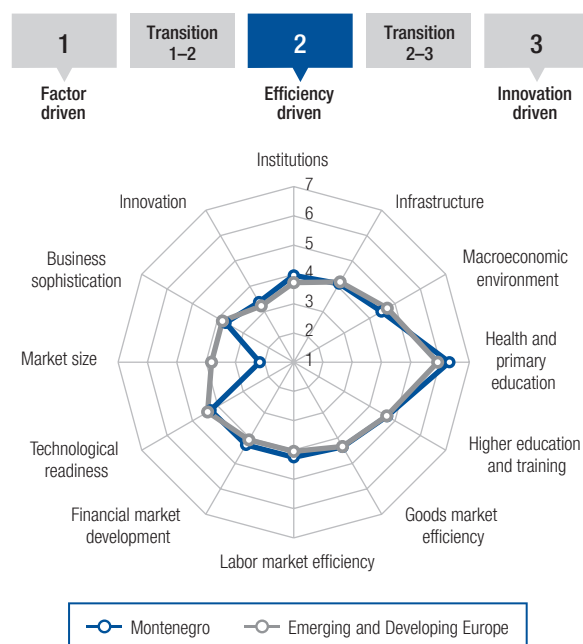 1
Transition
1–2
2
Transition
2–3
3
Factor
driven
Efficiency
driven
Innovation
driven
Institutions
Infrastructure
Macroeconomic
environment
Health and
primary
education
Higher education
and training
Goods market
efficiency
Labor market efficiency
Financial market
development
Technological
readiness
Market size
Business
sophistication
Innovation
7
6
5
4
3
2
1
Montenegro
Emerging and Developing Europe